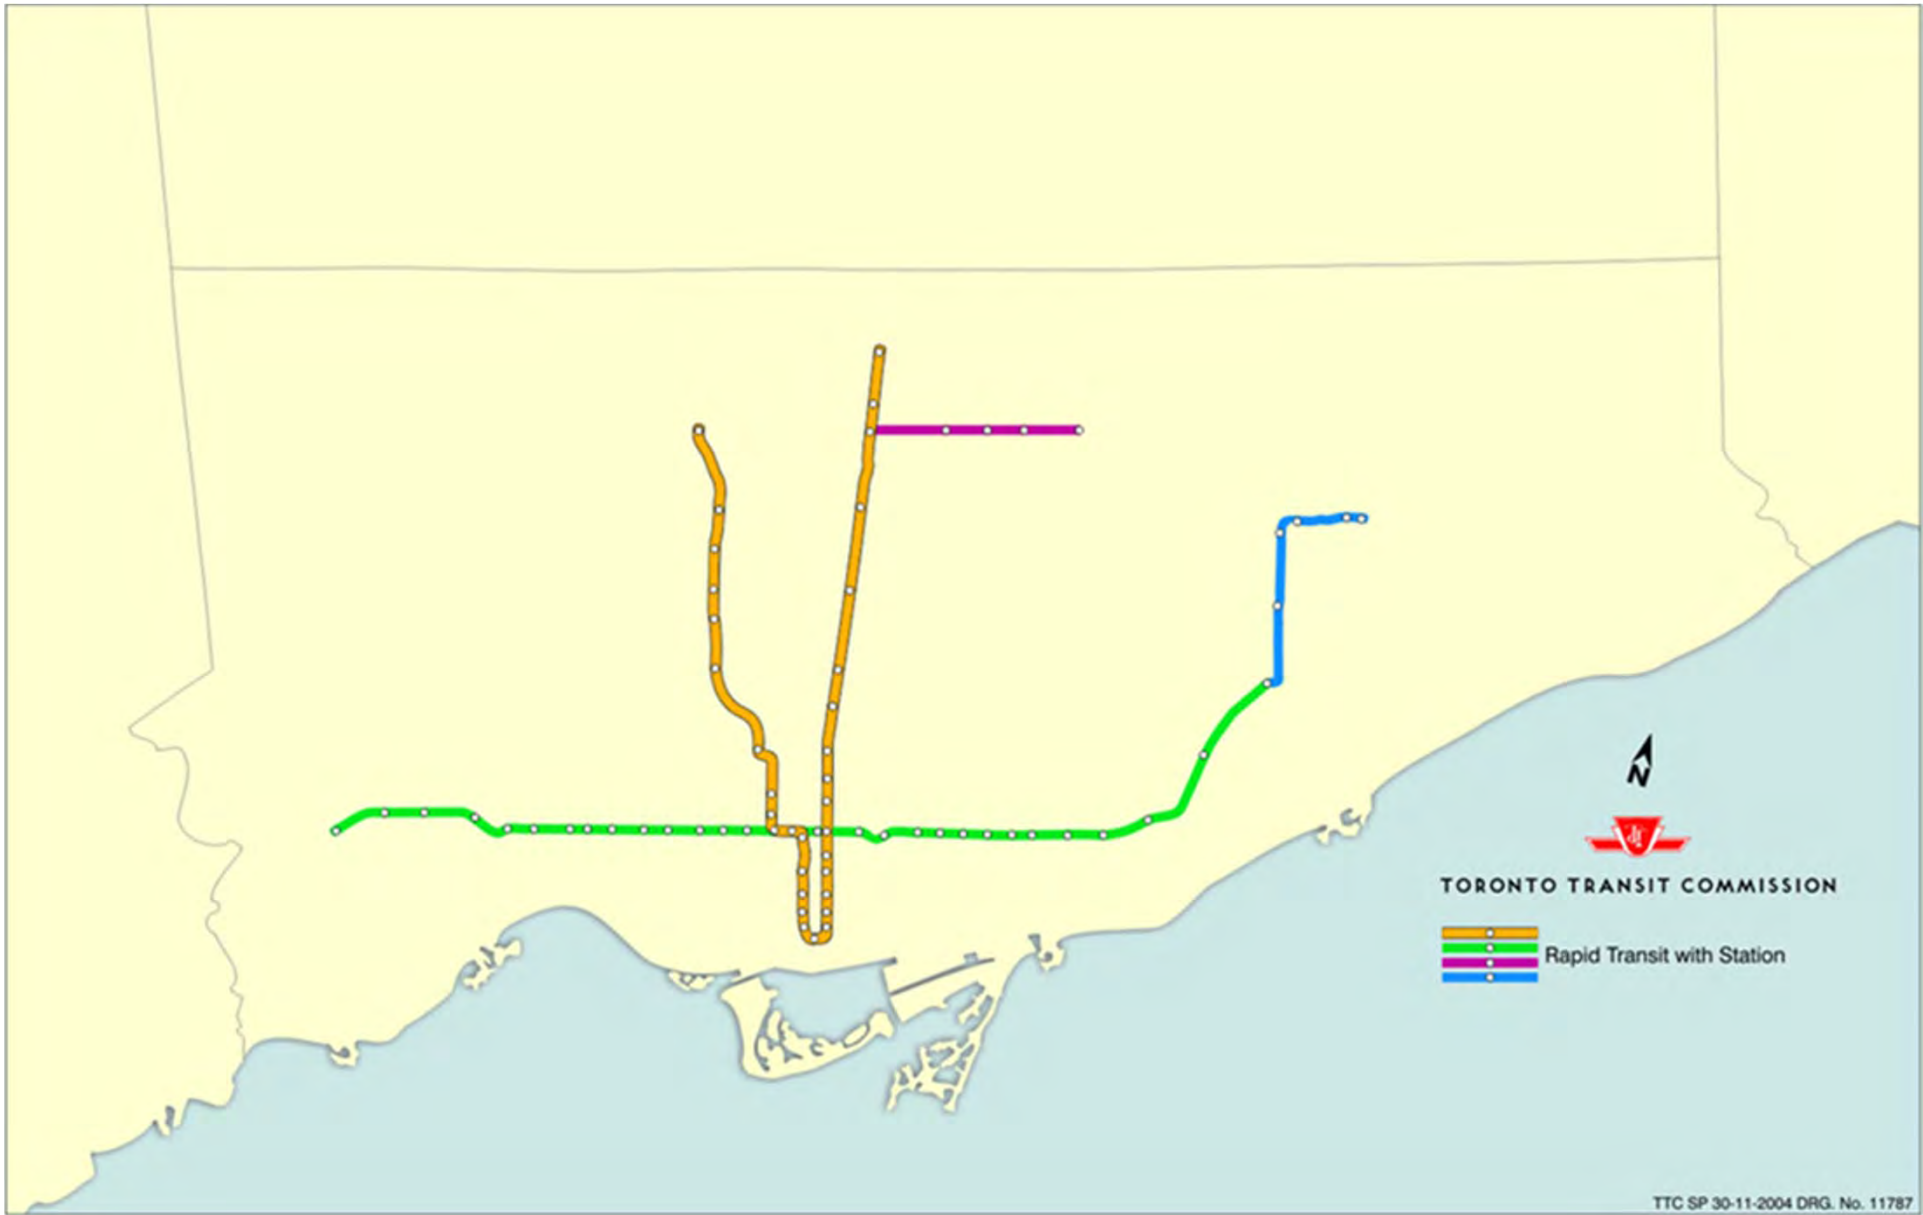 N
TORONTO TRANSIT COMMISSION
Rapid Transit with Station
TTC SP 30-11-2004 DRG. No. 11787